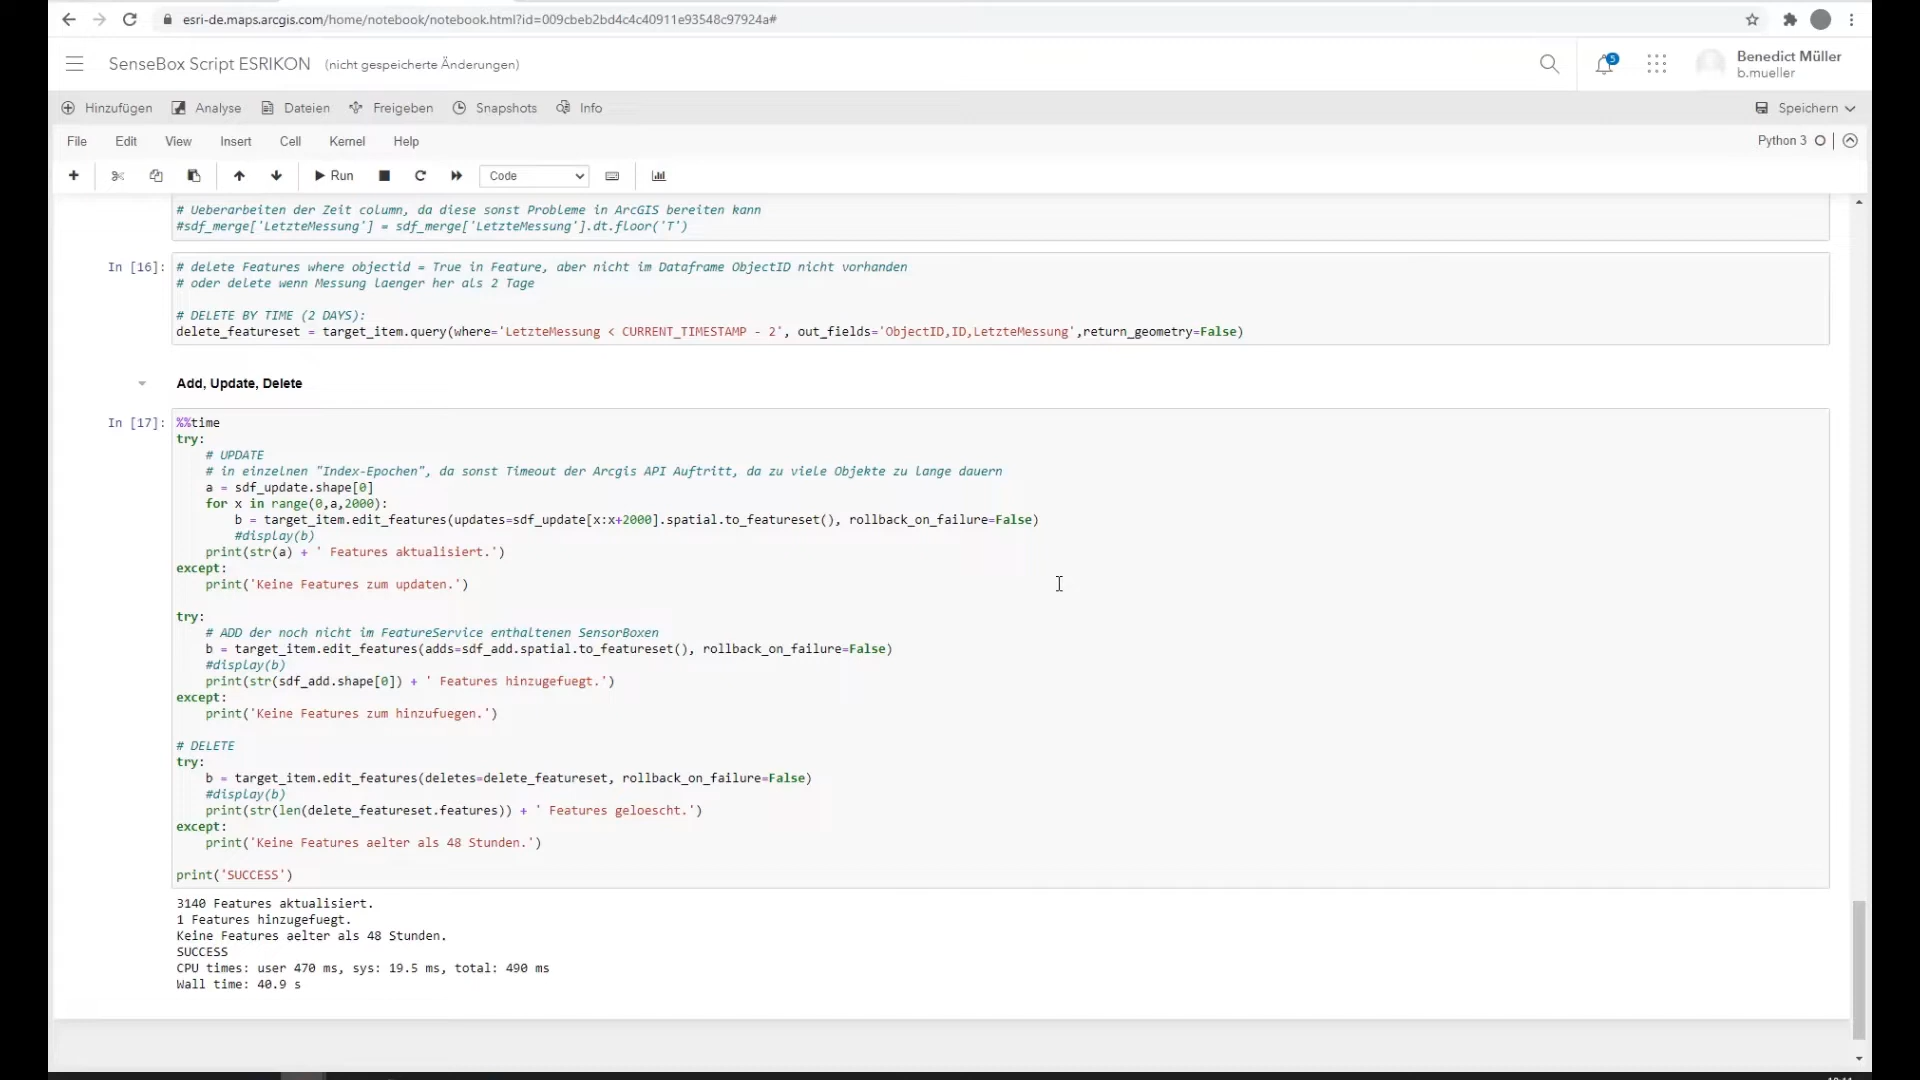 esri-de.maps.arcgis.com/home/notebook/notebook.html?id=009cbeb2bd4c4c40911e93548c97924a#
SenseBox Script ESRIKON (nicht gespeicherte Änderungen)
5
Benedict Müller
b.mueller
Hinzufügen Analyse Dateien Freigeben Snapshots Info Speichern
File Edit View Insert Cell Kernel Help Python 3
Run Code
# Ueberarbeiten der Zeit column, da diese sonst Probleme in ArcGIS bereiten kann
#sdf_merge['LetzteMessung'] = sdf_merge['LetzteMessung'].dt.floor('T')
In [16]: # delete Features where objectid = True in Feature, aber nicht im Dataframe ObjectID nicht vorhanden
# oder delete wenn Messung laenger her als 2 Tage
# DELETE BY TIME (2 DAYS):
delete_featureset = target_item.query(where='LetzteMessung < CURRENT_TIMESTAMP - 2', out_fields='ObjectID,ID,LetzteMessung',return_geometry=False)
Add, Update, Delete
In [17]: %%time
try:
# UPDATE
# in einzelnen "Index-Epochen", da sonst Timeout der Arcgis API Auftritt, da zu viele Objekte zu lange dauern
a = sdf_update.shape[0]
for x in range(0,a,2000):
b = target_item.edit_features(updates=sdf_update[x:x+2000].spatial.to_featureset(), rollback_on_failure=False)
#display(b)
print(str(a) + ' Features aktualisiert.')
except:
print('Keine Features zum updaten.')
try:
# ADD der noch nicht im FeatureService enthaltenen SensorBoxen
b = target_item.edit_features(adds=sdf_add.spatial.to_featureset(), rollback_on_failure=False)
#display(b)
print(str(sdf_add.shape[0]) + ' Features hinzugefuegt.')
except:
print('Keine Features zum hinzufuegen.')
# DELETE
try:
b = target_item.edit_features(deletes=delete_featureset, rollback_on_failure=False)
#display(b)
print(str(len(delete_featureset.features)) + ' Features geloescht.')
except:
print('Keine Features aelter als 48 Stunden.')
print('SUCCESS')
3140 Features aktualisiert.
1 Features hinzugefuegt.
Keine Features aelter als 48 Stunden.
SUCCESS
CPU times: user 470 ms, sys: 19.5 ms, total: 490 ms
Wall time: 40.9 s